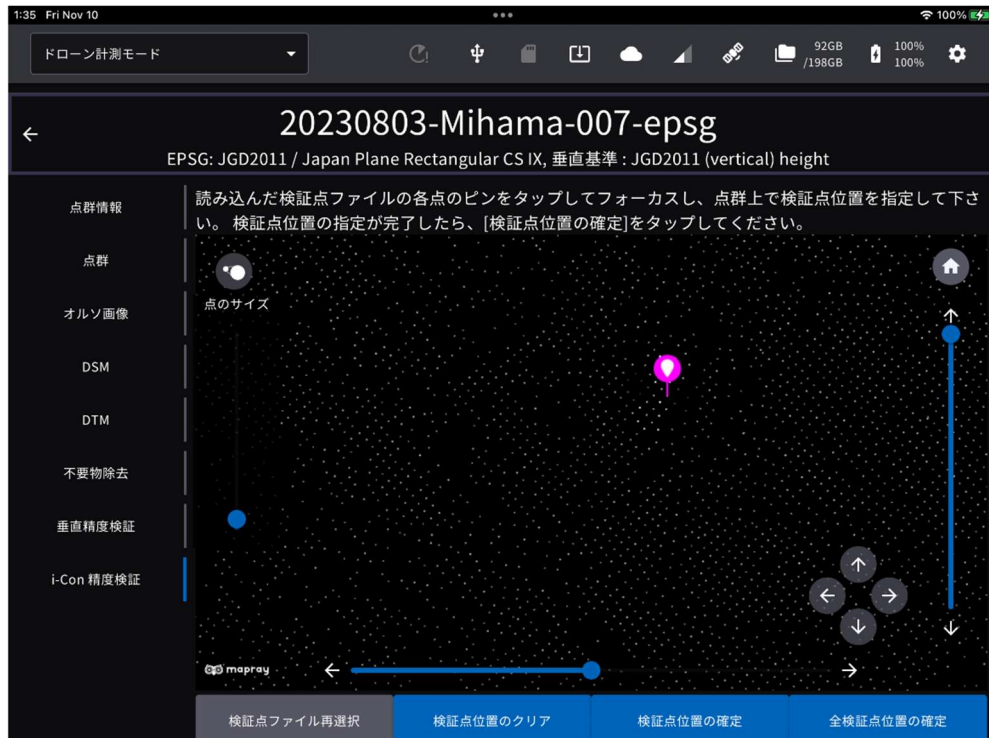 1:35 Fri Nov 10
100%
ドローン計測モード
92GB
/198GB
100%
100%
20230803-Mihama-007-epsg
EPSG: JGD2011 / Japan Plane Rectangular CS IX, 垂直基準 : JGD2011 (vertical) height
点群情報
点群
オルソ画像
DSM
DTM
不要物除去
垂直精度検証
i-Con 精度検証
読み込んだ検証点ファイルの各点のピンをタップしてフォーカスし、点群上で検証点位置を指定して下さ
い。 検証点位置の指定が完了したら、[検証点位置の確定]をタップしてください。
点のサイズ
mapray
検証点ファイル再選択
検証点位置のクリア
検証点位置の確定
全検証点位置の確定